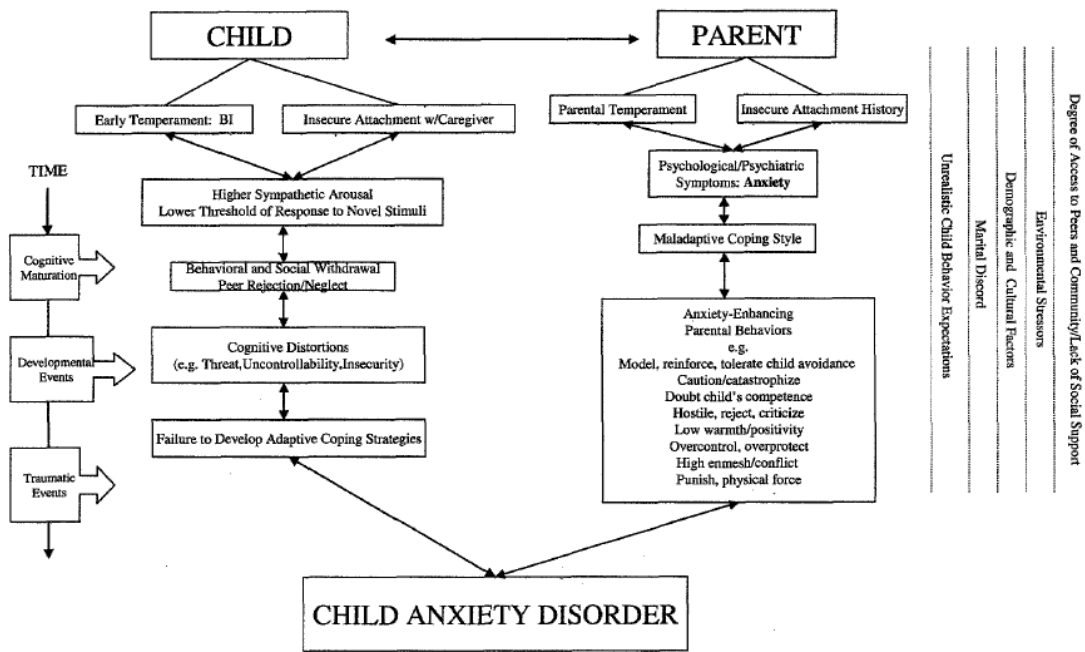 CHILD
PARENT
Early Temperament: BI
Insecure Attachment w/Caregiver
Parental Temperament
Insecure Attachment History
TIME
Higher Sympathetic Arousal
Lower Threshold of Response to Novel Stimuli
Psychological/Psychiatric
Symptoms: Anxiety
Cognitive
Maturation
Behavioral and Social Withdrawal
Peer Rejection/Neglect
Maladaptive Coping Style
Developmental
Events
Cognitive Distortions
(e.g. Threat,Uncontrollability,Insecurity)
Anxiety-Enhancing
Parental Behaviors
e.g.
Model, reinforce, tolerate child avoidance
Caution/catastrophize
Doubt child's competence
Hostile, reject, criticize
Low warmth/positivity
Overcontrol, overprotect
High enmesh/conflict
Punish, physical force
Failure to Develop Adaptive Coping Strategies
Traumatic
Events
CHILD ANXIETY DISORDER
Degree of Access to Peers and Community/Lack of Social Support
Environmental Stressors
Demographic and Cultural Factors
Marital Discord
Unrealistic Child Behavior Expectations